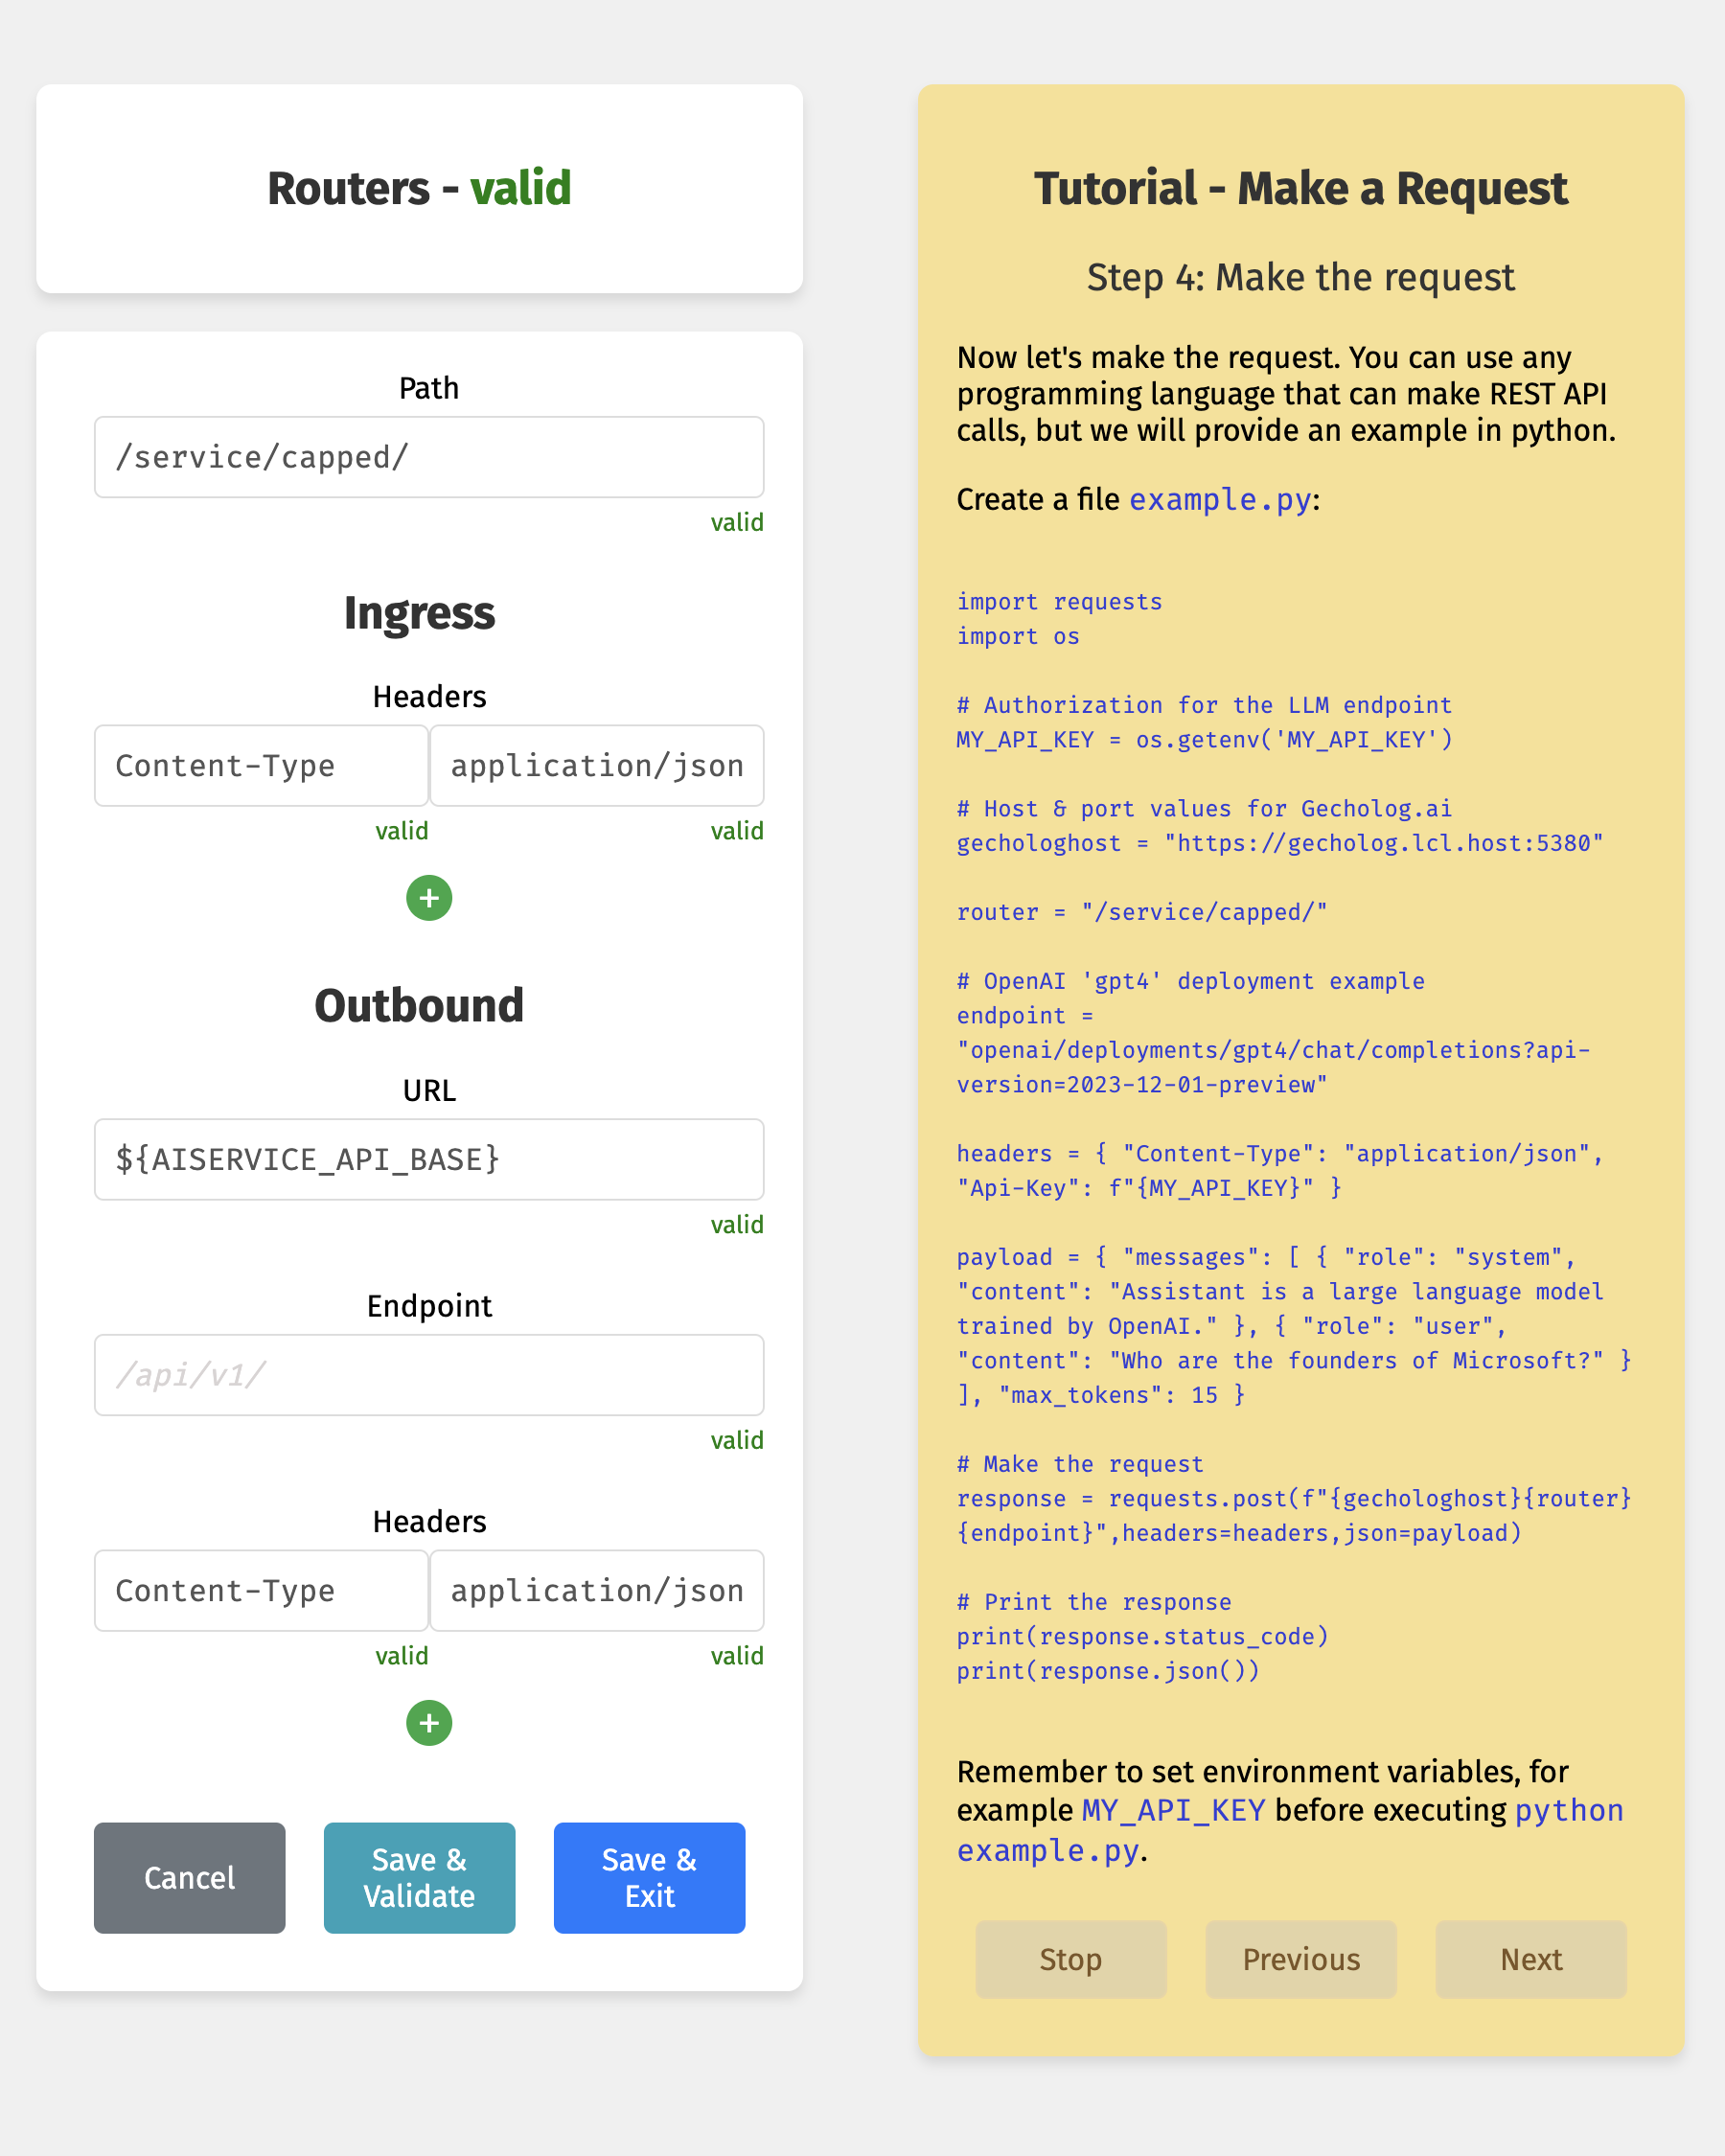 Routers - valid
Path
/service/capped/
valid
Ingress
Headers
Content-Type application/json
valid valid
+
Outbound
URL
${AISERVICE_API_BASE}
valid
Endpoint
/api/v1/
valid
Headers
Content-Type application/json
valid valid
+
Cancel
Save &
Validate
Save &
Exit
Tutorial - Make a Request
Step 4: Make the request
Now let's make the request. You can use any
programming language that can make REST API
calls, but we will provide an example in python.
Create a file example.py:
import requests
import os
# Authorization for the LLM endpoint
MY_API_KEY = os.getenv('MY_API_KEY')
# Host & port values for Gecholog.ai
gechologhost = "https://gecholog.lcl.host:5380"
router = "/service/capped/"
# OpenAI 'gpt4' deployment example
endpoint =
"openai/deployments/gpt4/chat/completions?api-
version=2023-12-01-preview"
headers = { "Content-Type": "application/json",
"Api-Key": f"{MY_API_KEY}" }
payload = { "messages": [ { "role": "system",
"content": "Assistant is a large language model
trained by OpenAI." }, { "role": "user",
"content": "Who are the founders of Microsoft?" }
], "max_tokens": 15 }
# Make the request
response = requests.post(f"{gechologhost}{router}
{endpoint}",headers=headers,json=payload)
# Print the response
print(response.status_code)
print(response.json())
Remember to set environment variables, for
example MY_API_KEY before executing python
example.py.
Stop Previous Next